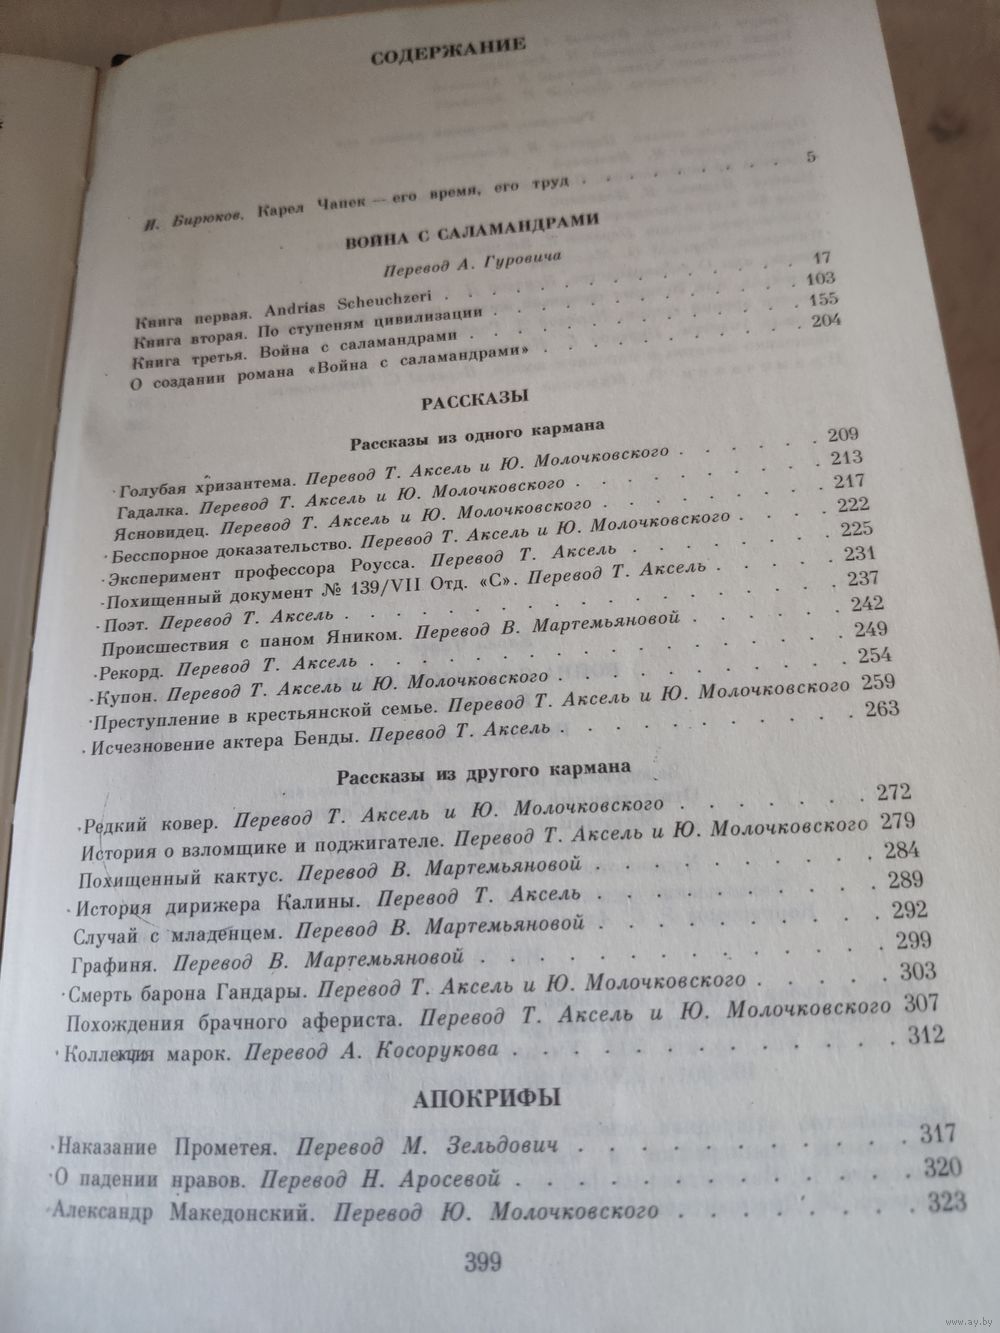 СОДЕРЖАНИЕ
И. Бирюков. Карел Чапек — его время, его труд . . . . . . . . 5
ВОЙНА С САЛАМАНДРАМИ
Перевод А. Гуровича
Книга первая. Andrias Scheuchzeri . . . . . . . . . . . . . 17
Книга вторая. По ступеням цивилизации . . . . . . . . . . . 103
Книга третья. Война с саламандрами . . . . . . . . . . . . 155
О создании романа «Война с саламандрами» . . . . . . . . . 204
РАССКАЗЫ
Рассказы из одного кармана
Голубая хризантема. Перевод Т. Аксель и Ю. Молочковского . . . . . 209
Гадалка. Перевод Т. Аксель и Ю. Молочковского . . . . . . . . 213
Ясновидец. Перевод Т. Аксель и Ю. Молочковского . . . . . . . 217
Бесспорное доказательство. Перевод Т. Аксель и Ю. Молочковского . . . . 222
Эксперимент профессора Роусса. Перевод Т. Аксель . . . . . . . 225
Похищенный документ № 139/VII Отд. «С». Перевод Т. Аксель . . . . . 231
Поэт. Перевод Т. Аксель . . . . . . . . . . . . . . 237
Происшествия с паном Яником. Перевод В. Мартемьяновой . . . . . . 242
Рекорд. Перевод Т. Аксель . . . . . . . . . . . . . 249
Купон. Перевод Т. Аксель и Ю. Молочковского . . . . . . . . 254
Преступление в крестьянской семье. Перевод Т. Аксель и Ю. Молочковского 259
Исчезновение актера Бенды. Перевод Т. Аксель . . . . . . . . 263
Рассказы из другого кармана
Редкий ковер. Перевод Т. Аксель и Ю. Молочковского . . . . . . . 272
История о взломщике и поджигателе. Перевод Т. Аксель и Ю. Молочковского 279
Похищенный кактус. Перевод В. Мартемьяновой . . . . . . . . 284
История дирижера Калины. Перевод Т. Аксель . . . . . . . . . 289
Случай с младенцем. Перевод В. Мартемьяновой . . . . . . . . 292
Графиня. Перевод В. Мартемьяновой . . . . . . . . . . . 299
Смерть барона Гандары. Перевод Т. Аксель и Ю. Молочковского . . . . . 303
Похождения брачного афериста. Перевод Т. Аксель и Ю. Молочковского 307
Коллекция марок. Перевод А. Косорукова . . . . . . . . . . 312
АПОКРИФЫ
Наказание Прометея. Перевод М. Зельдович . . . . . . . . . 317
О падении нравов. Перевод Н. Аросевой . . . . . . . . . . 320
Александр Македонский. Перевод Ю. Молочковского . . . . . . . 323
399
www.ay.by